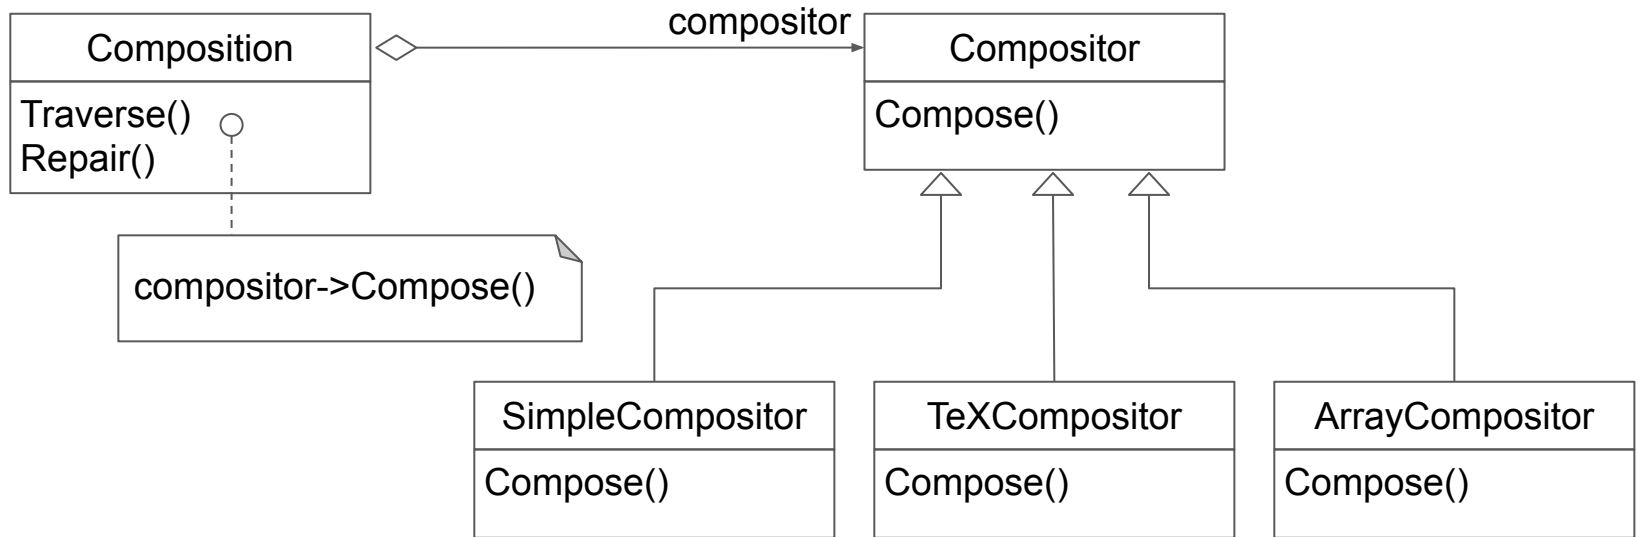 compositor
Composition
Compositor
Traverse()
Repair()
Compose()
compositor->Compose()
SimpleCompositor
TeXCompositor
ArrayCompositor
Compose()
Compose()
Compose()